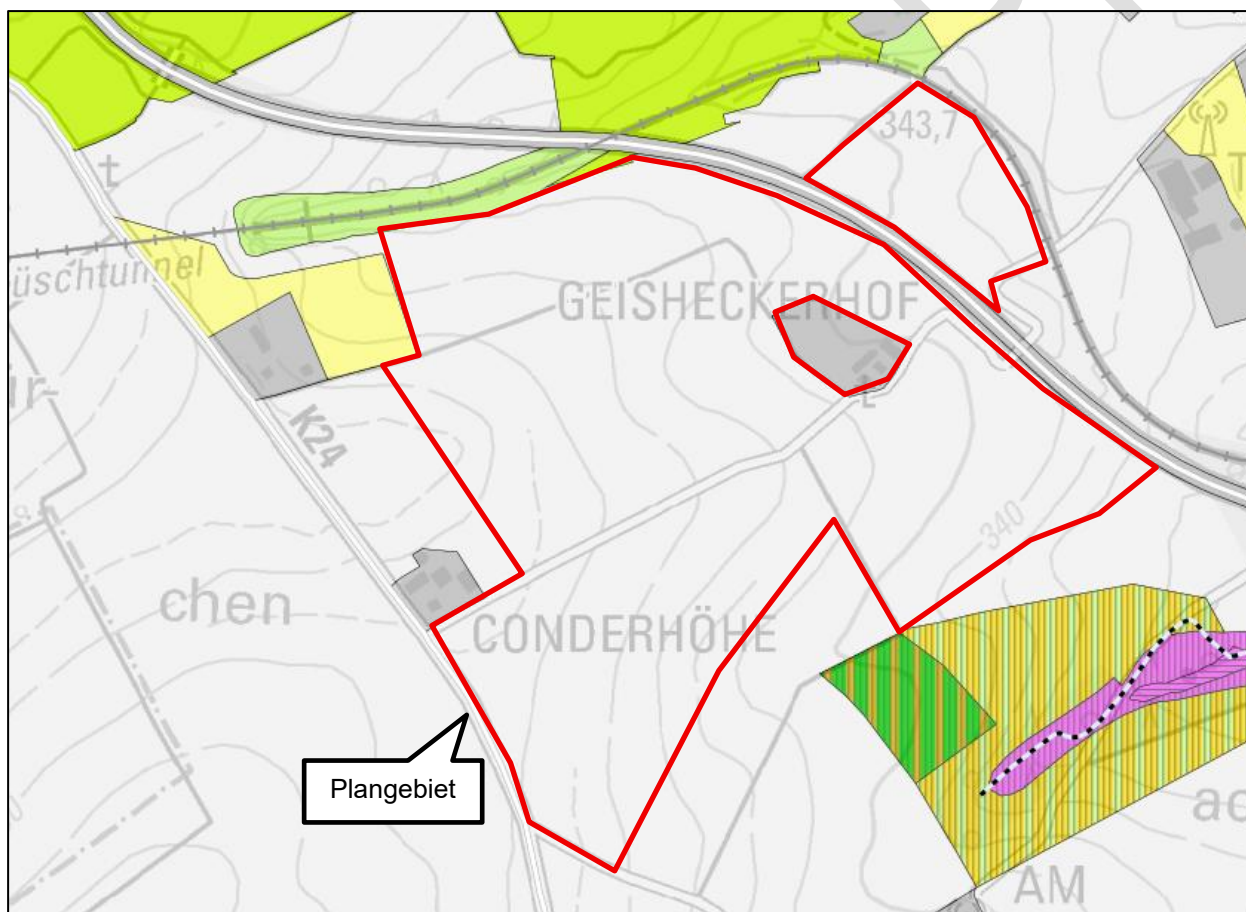 343,7
T
üschtunnel
GEISHECKERHOF
K24
340
chen
CONDERHÖHE
Plangebiet
AM